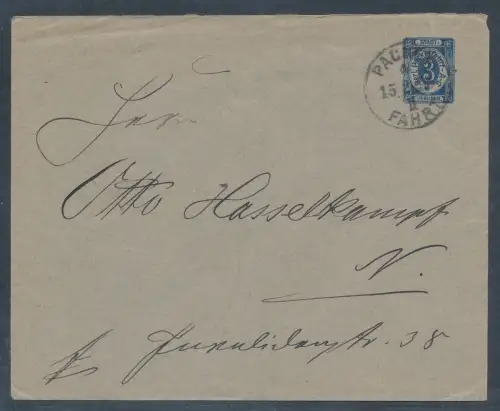 PAC
15.
FAHR
3
Herrn
Otto Hasselkampf
N.
Invalidenstr. 38